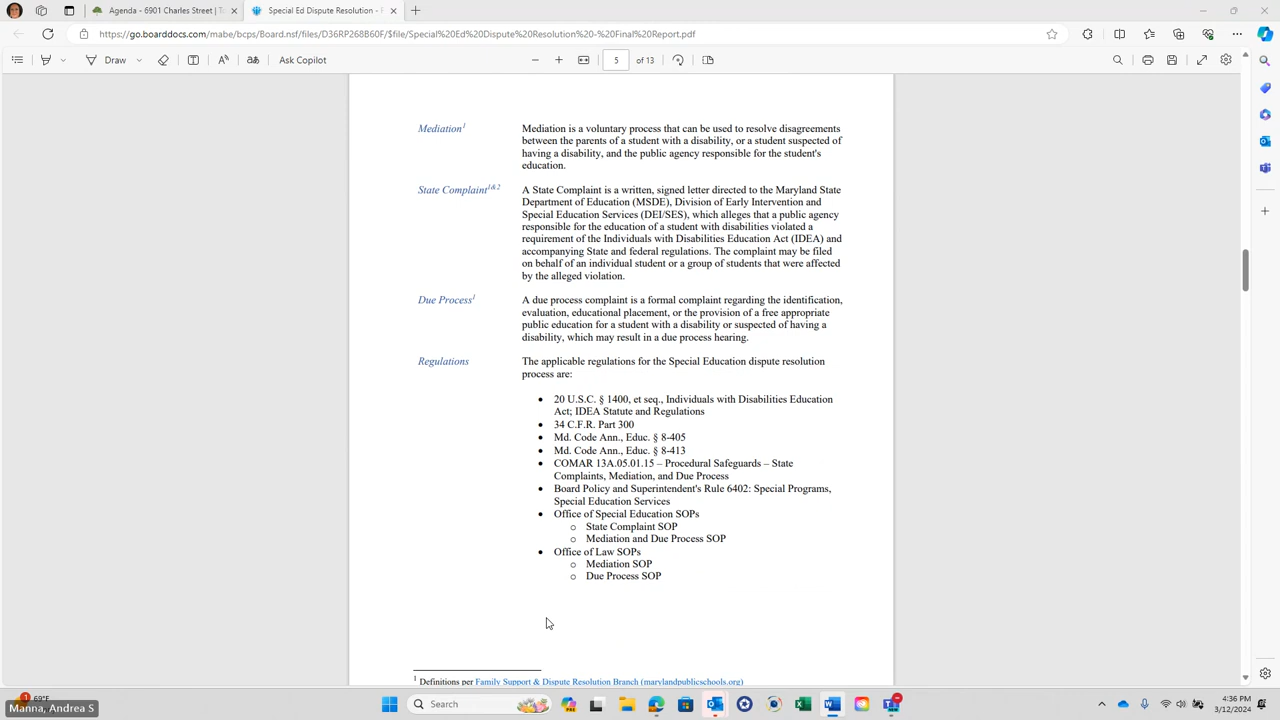 Agenda - 6901 Charles Street | T
Special Ed Dispute Resolution - F
https://go.boarddocs.com/mabe/bcps/Board.nsf/files/D36RP268B60F/$file/Special%20Ed%20Dispute%20Resolution%20-%20Final%20Report.pdf
Draw
Ask Copilot
5 of 13
Mediation1
Mediation is a voluntary process that can be used to resolve disagreements
between the parents of a student with a disability, or a student suspected of
having a disability, and the public agency responsible for the student's
education.
State Complaint1&2
A State Complaint is a written, signed letter directed to the Maryland State
Department of Education (MSDE), Division of Early Intervention and
Special Education Services (DEI/SES), which alleges that a public agency
responsible for the education of a student with disabilities violated a
requirement of the Individuals with Disabilities Education Act (IDEA) and
accompanying State and federal regulations. The complaint may be filed
on behalf of an individual student or a group of students that were affected
by the alleged violation.
Due Process1
A due process complaint is a formal complaint regarding the identification,
evaluation, educational placement, or the provision of a free appropriate
public education for a student with a disability or suspected of having a
disability, which may result in a due process hearing.
Regulations
The applicable regulations for the Special Education dispute resolution
process are:
• 20 U.S.C. § 1400, et seq., Individuals with Disabilities Education
Act; IDEA Statute and Regulations
• 34 C.F.R. Part 300
• Md. Code Ann., Educ. § 8-405
• Md. Code Ann., Educ. § 8-413
• COMAR 13A.05.01.15 – Procedural Safeguards – State
Complaints, Mediation, and Due Process
• Board Policy and Superintendent's Rule 6402: Special Programs,
Special Education Services
• Office of Special Education SOPs
o State Complaint SOP
o Mediation and Due Process SOP
• Office of Law SOPs
o Mediation SOP
o Due Process SOP
1 Definitions per Family Support & Dispute Resolution Branch (marylandpublicschools.org)
69°F
Manna, Andrea S
Search
4:36 PM
3/12/2024